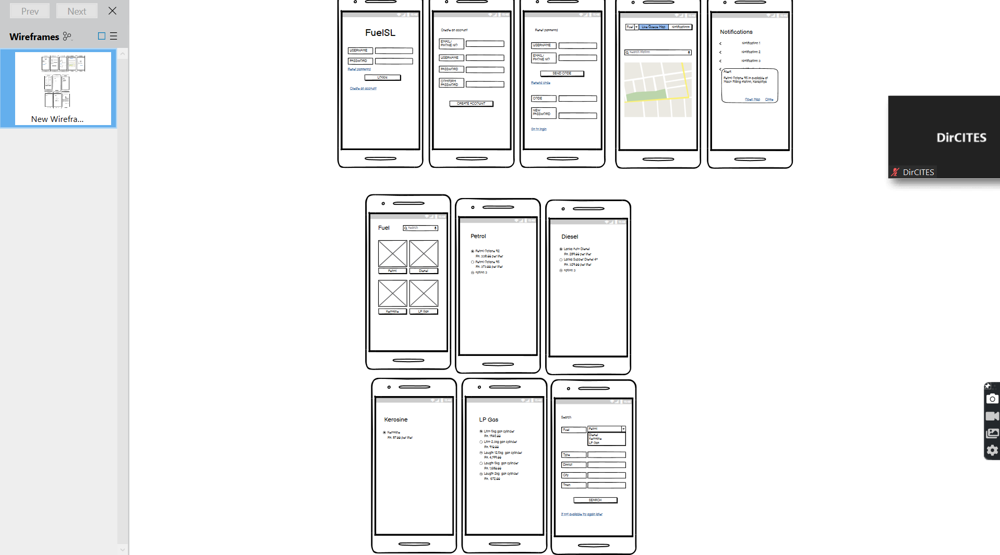 Prev
Next
Wireframes
New Wirefra...
FuelSL
USERNAME
PASSWORD
Reset password
LOGIN
Create an account
Create an account
EMAIL/
PHONE NO
USERNAME
PASSWORD
COMFIRM
PASSWORD
CREATE ACCOUNT
Reset password
USERNAME
EMAIL/
PHONE NO
SEND CODE
Resend code
CODE
NEW
PASSWORD
Go to login
Fuel
Live Queue Map
Notifications
search station
Notifications
Notification 1
Notification 2
Notification 3
Alert
Petrol Octane 95 is available at
Maco Filling station, Karapitiya
Open Map
Close
DirCITES
DirCITES
Fuel
search
Petrol
Diesel
Kerosine
LP Gas
Petrol
Petrol Octane 92
Rs. 338.00 per liter
Petrol Octane 95
Rs. 373.00 per liter
option 3
Diesel
Lanka Auto Diesel
Rs. 289.00 per liter
Lanka Supper Diesel 4*
Rs. 329.00 per liter
option 3
Kerosine
Kerosine
Rs. 87.00 per liter
LP Gas
Litro 5kg gas cylinder
Rs. 1945.00
Litro 2.3kg gas cylinder
Rs. 910.00
Laugfs 12.5kg gas cylinder
Rs. 4,199.00
Laugfs 5kg gas cylinder
Rs. 1,680.00
Laugfs 2kg gas cylinder
Rs. 672.00
Search
Fuel
Petrol
Diesel
Kerosine
LP Gas
Type
District
City
Town
SEARCH
If not available try again later